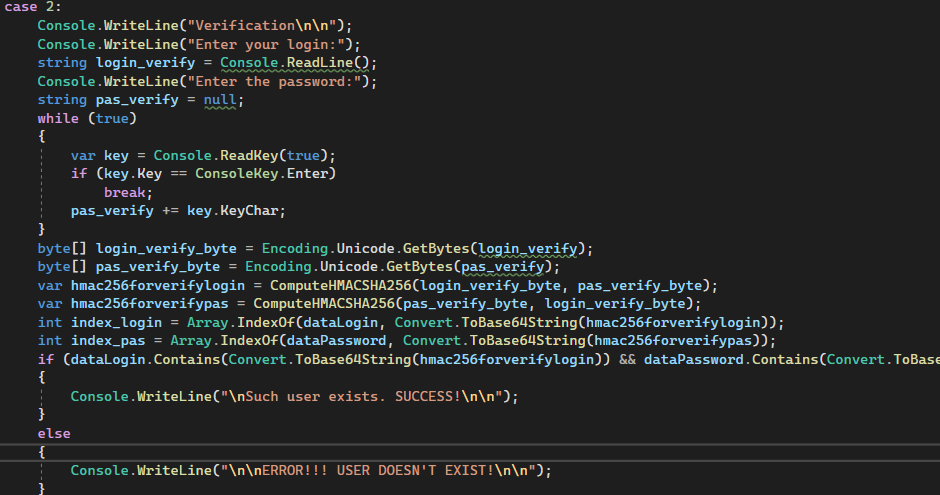 case 2:
Console.WriteLine("Verification\n\n");
Console.WriteLine("Enter your login:");
string login_verify = Console.ReadLine();
Console.WriteLine("Enter the password:");
string pas_verify = null;
while (true)
{
var key = Console.ReadKey(true);
if (key.Key == ConsoleKey.Enter)
break;
pas_verify += key.KeyChar;
}
byte[] login_verify_byte = Encoding.Unicode.GetBytes(login_verify);
byte[] pas_verify_byte = Encoding.Unicode.GetBytes(pas_verify);
var hmac256forverifylogin = ComputeHMACSHA256(login_verify_byte, pas_verify_byte);
var hmac256forverifypas = ComputeHMACSHA256(pas_verify_byte, login_verify_byte);
int index_login = Array.IndexOf(dataLogin, Convert.ToBase64String(hmac256forverifylogin));
int index_pas = Array.IndexOf(dataPassword, Convert.ToBase64String(hmac256forverifypas));
if (dataLogin.Contains(Convert.ToBase64String(hmac256forverifylogin)) && dataPassword.Contains(Convert.ToBase
{
Console.WriteLine("\nSuch user exists. SUCCESS!\n\n");
}
else
{
Console.WriteLine("\n\nERROR!!! USER DOESN'T EXIST!\n\n");
}